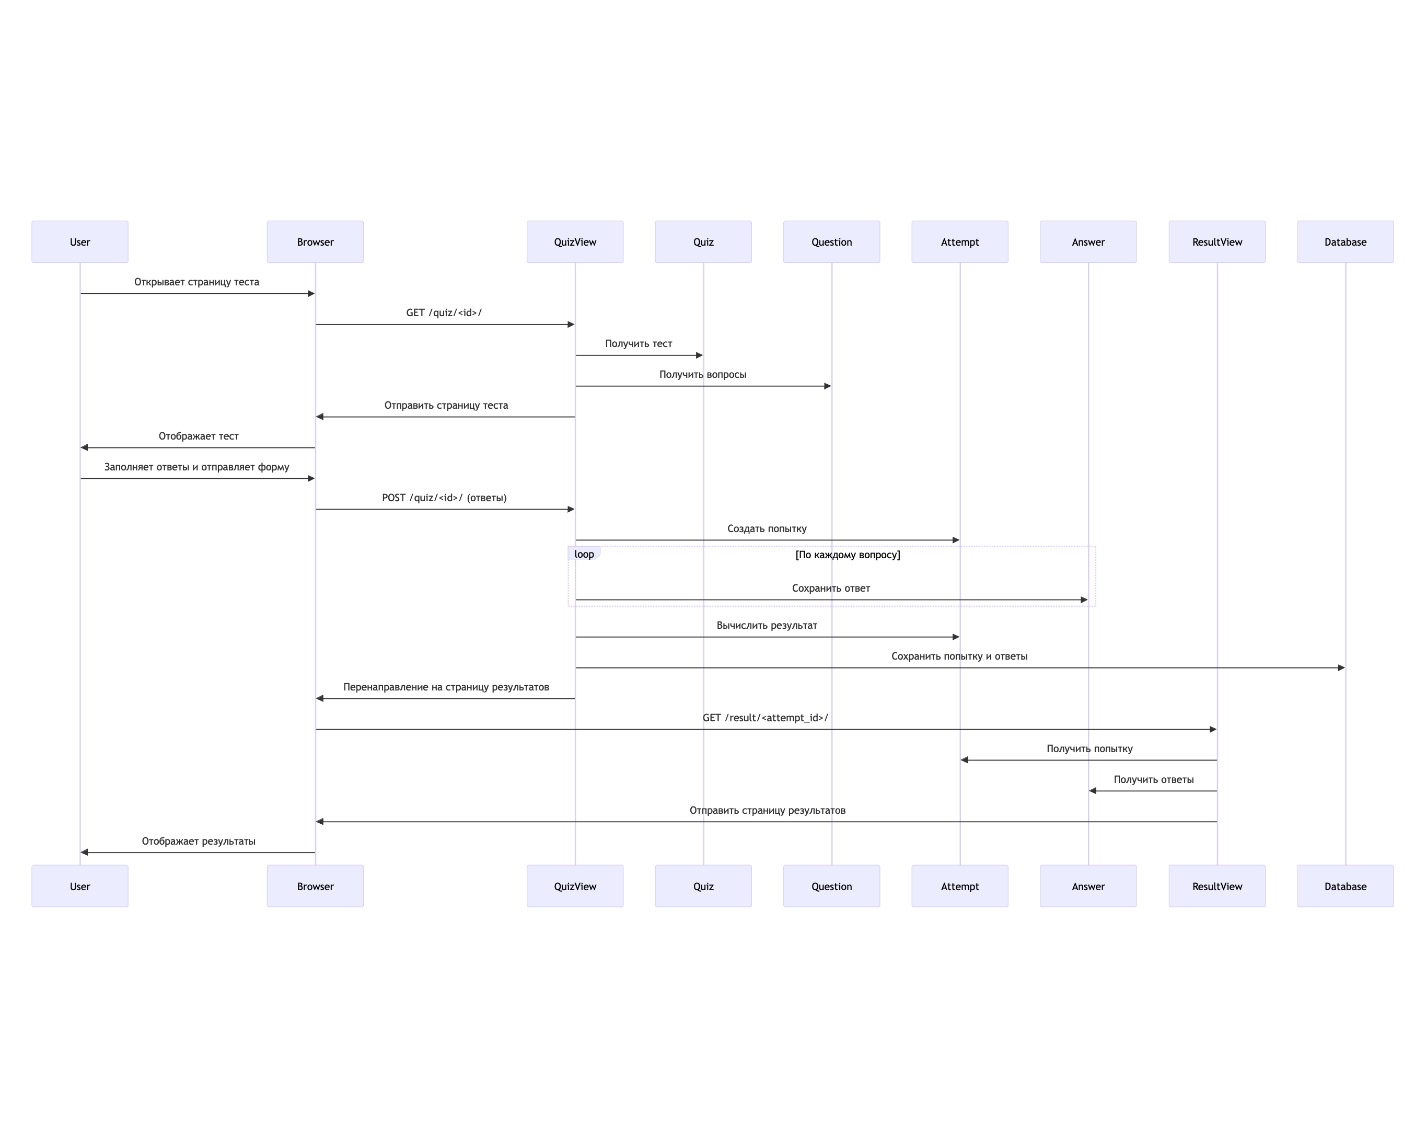 User
Browser
QuizView
Quiz
Question
Attempt
Answer
ResultView
Database
Открывает страницу теста
GET /quiz/<id>/
Получить тест
Получить вопросы
Отправить страницу теста
Отображает тест
Заполняет ответы и отправляет форму
POST /quiz/<id>/ (ответы)
Создать попытку
loop
[По каждому вопросу]
Сохранить ответ
Вычислить результат
Сохранить попытку и ответы
Перенаправление на страницу результатов
GET /result/<attempt_id>/
Получить попытку
Получить ответы
Отправить страницу результатов
Отображает результаты
User
Browser
QuizView
Quiz
Question
Attempt
Answer
ResultView
Database